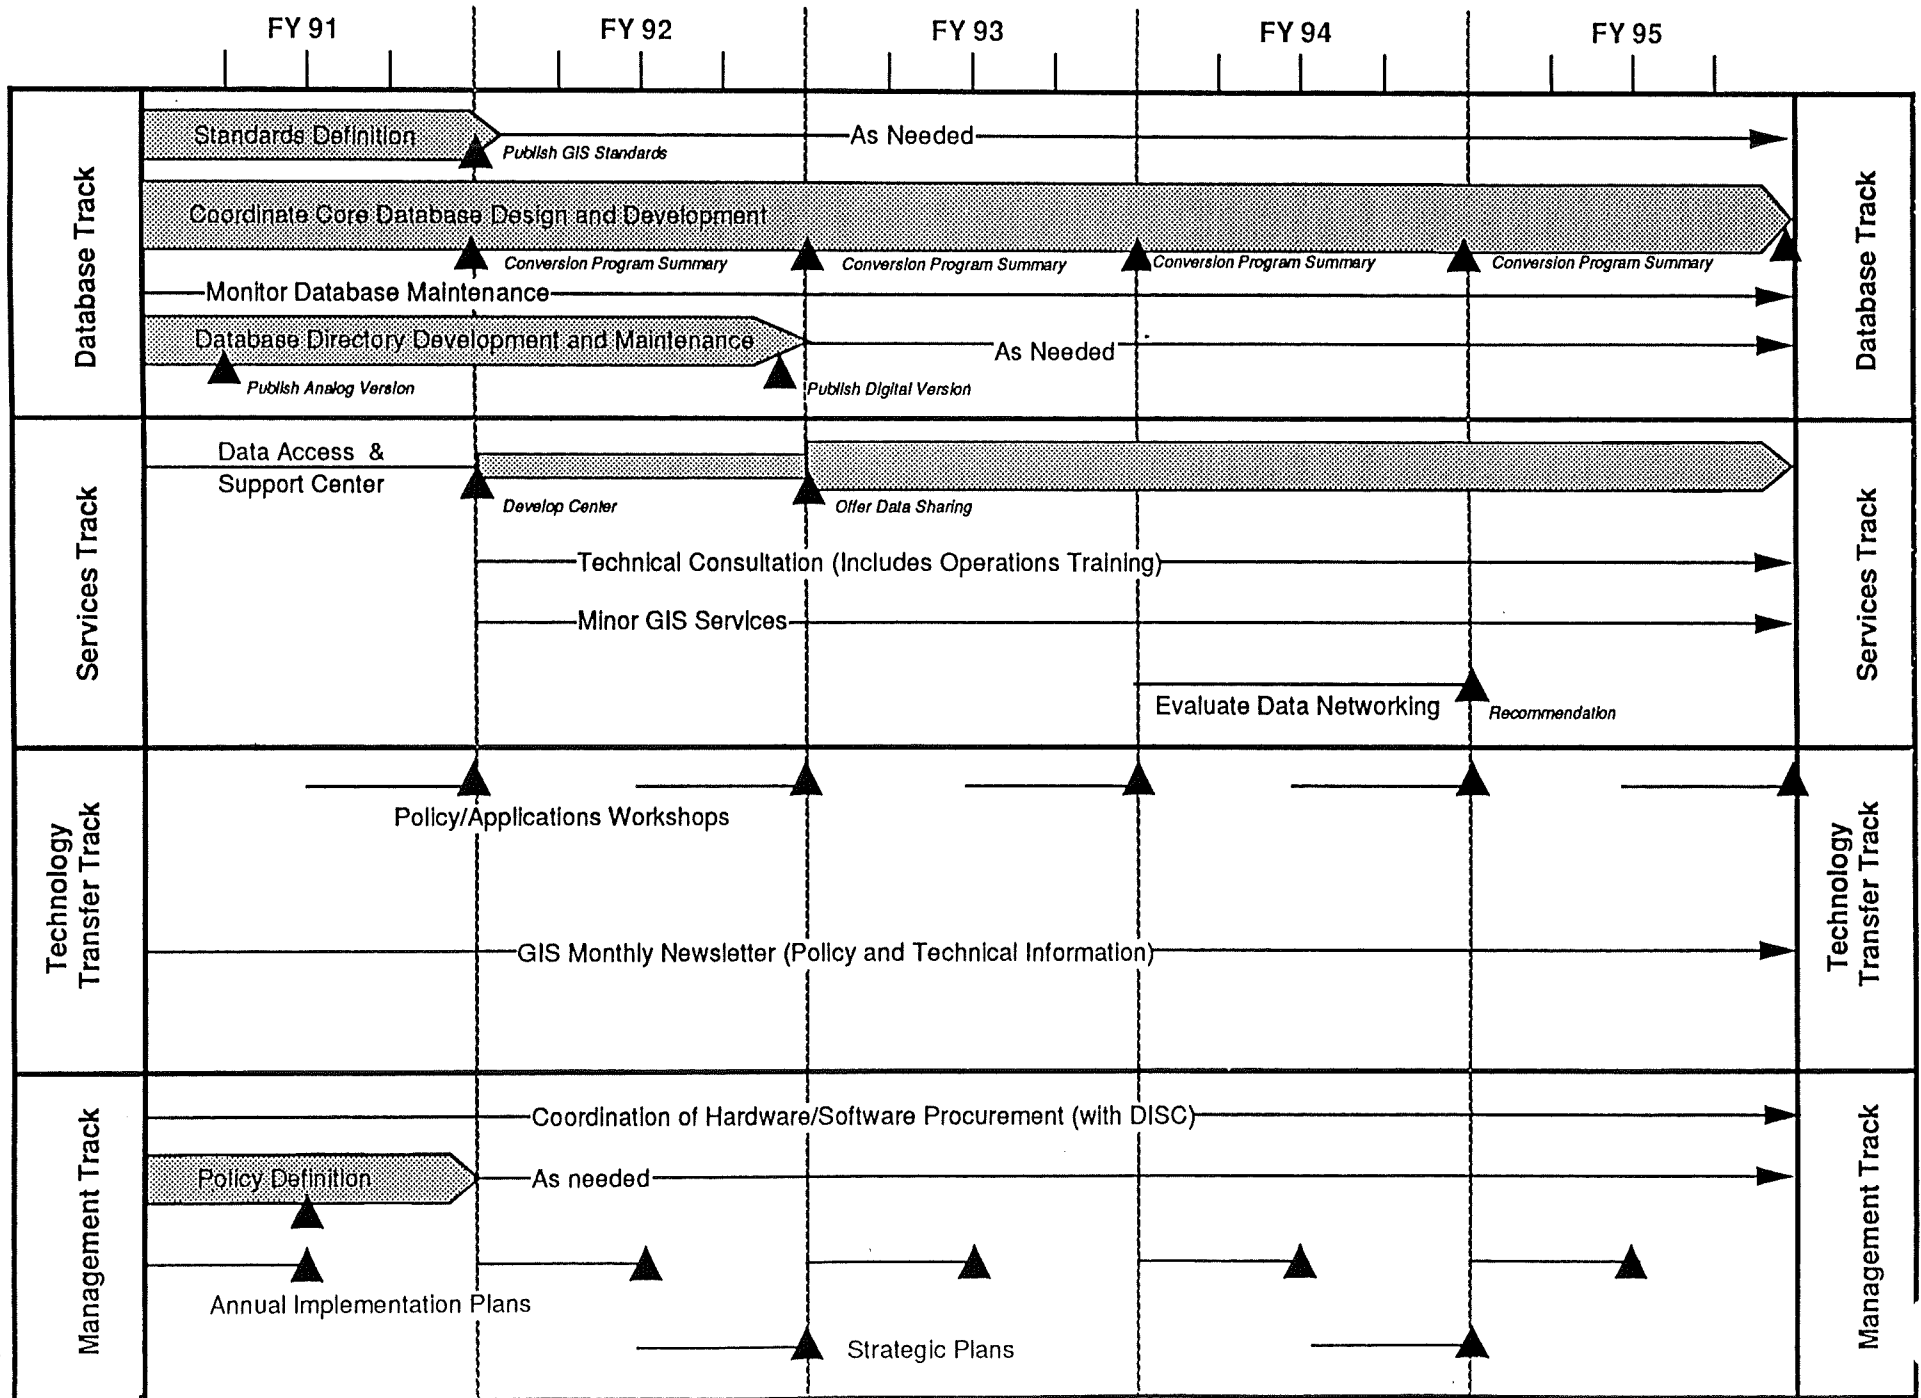 FY 91 FY 92 FY 93 FY 94 FY 95
Database Track
Standards Definition
As Needed
Publish GIS Standards
Coordinate Core Database Design and Development
Conversion Program Summary Conversion Program Summary Conversion Program Summary Conversion Program Summary
Monitor Database Maintenance
Database Directory Development and Maintenance
As Needed
Publish Analog Version Publish Digital Version
Database Track
Services Track
Data Access &
Support Center
Develop Center Offer Data Sharing
Technical Consultation (Includes Operations Training)
Minor GIS Services
Evaluate Data Networking Recommendation
Services Track
Technology
Transfer Track
Policy/Applications Workshops
GIS Monthly Newsletter (Policy and Technical Information)
Technology
Transfer Track
Management Track
Coordination of Hardware/Software Procurement (with DISC)
Policy Definition As needed
Annual Implementation Plans
Strategic Plans
Management Track